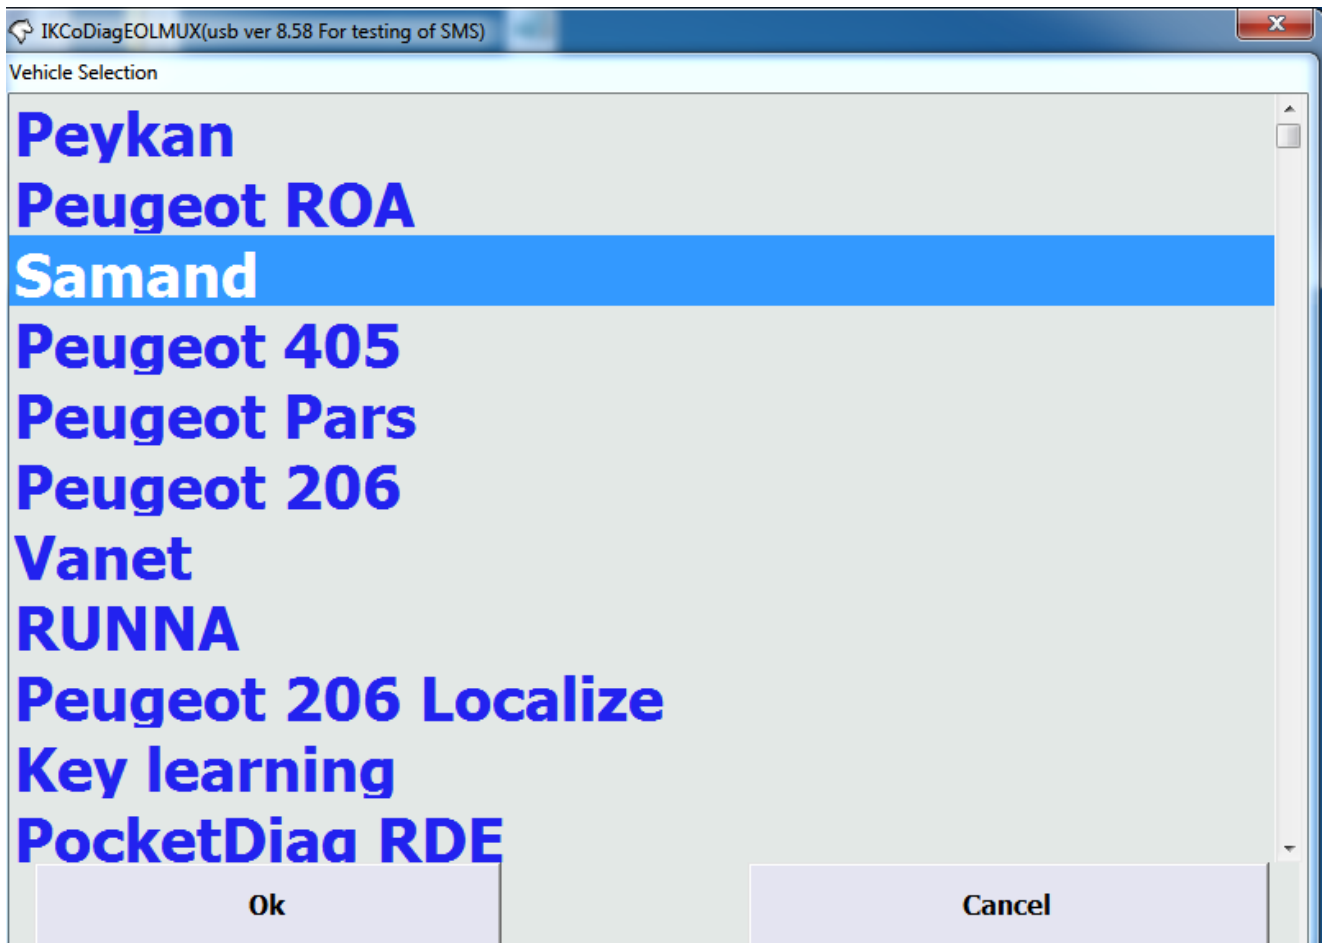 IKCoDiagEOLMUX(usb ver 8.58 For testing of SMS)
Vehicle Selection
Peykan
Peugeot ROA
Samand
Peugeot 405
Peugeot Pars
Peugeot 206
Vanet
RUNNA
Peugeot 206 Localize
Key learning
PocketDiag RDE
Ok
Cancel